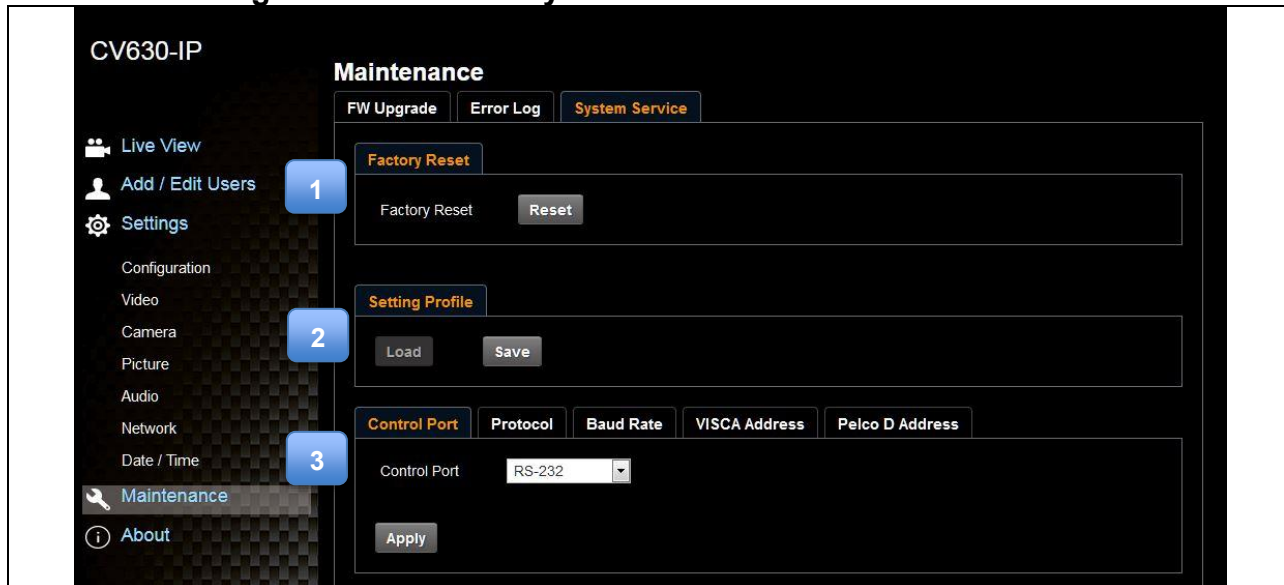 CV630-IP
Maintenance
FW Upgrade Error Log System Service
Live View
Add / Edit Users
Settings
Configuration
Video
Camera
Picture
Audio
Network
Date / Time
Maintenance
About
1
Factory Reset
Factory Reset Reset
2
Setting Profile
Load Save
3
Control Port Protocol Baud Rate VISCA Address Pelco D Address
Control Port RS-232
Apply